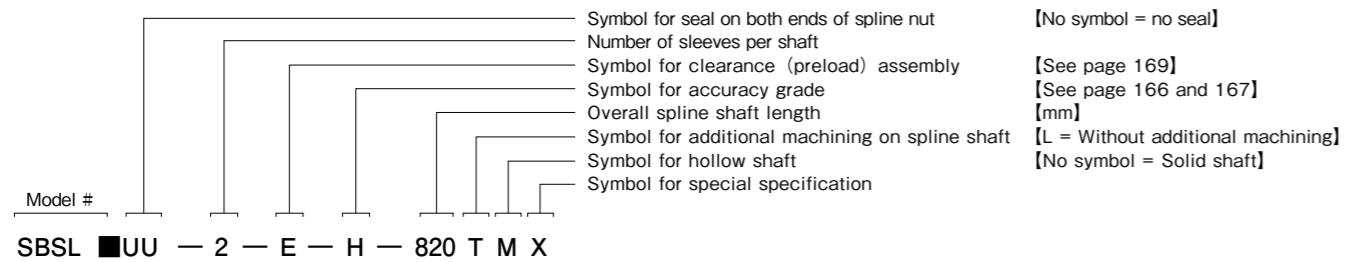 Symbol for seal on both ends of spline nut 【No symbol = no seal】
Number of sleeves per shaft
Symbol for clearance (preload) assembly 【See page 169】
Symbol for accuracy grade 【See page 166 and 167】
Overall spline shaft length 【mm】
Symbol for additional machining on spline shaft 【L = Without additional machining】
Symbol for hollow shaft 【No symbol = Solid shaft】
Symbol for special specification
Model #
SBSL ■UU — 2 — E — H — 820 T M X